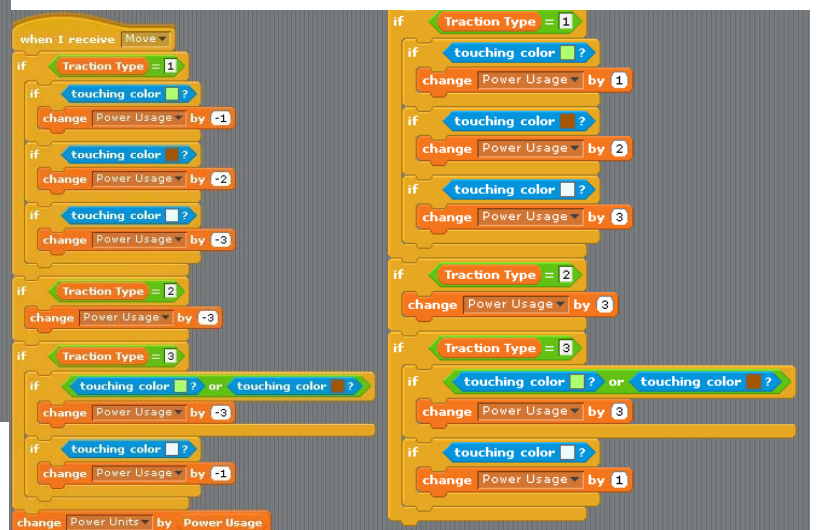 when I receive Move
if Traction Type = 1
if touching color ?
change Power Usage by -1
if touching color ?
change Power Usage by -2
if touching color ?
change Power Usage by -3
if Traction Type = 2
change Power Usage by -3
if Traction Type = 3
if touching color ? or touching color ?
change Power Usage by -3
if touching color ?
change Power Usage by -1
change Power Units by Power Usage
if Traction Type = 1
if touching color ?
change Power Usage by 1
if touching color ?
change Power Usage by 2
if touching color ?
change Power Usage by 3
if Traction Type = 2
change Power Usage by 3
if Traction Type = 3
if touching color ? or touching color ?
change Power Usage by 3
if touching color ?
change Power Usage by 1